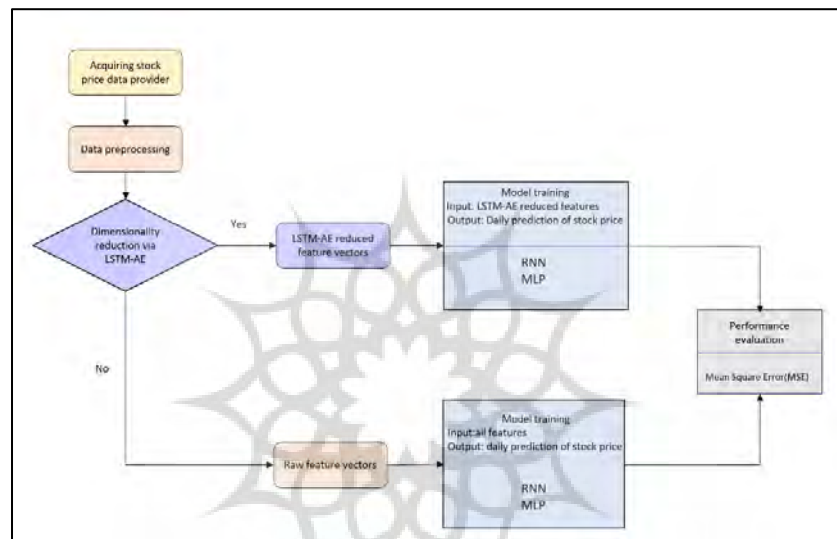 Acquiring stock
price data provider
Data preprocessing
Dimensionality
reduction via
LSTM-AE
Yes
LSTM-AE reduced
feature vectors
Model training
Input: LSTM-AE reduced features
Output: Daily prediction of stock price
RNN
MLP
Performance
evaluation
Mean Square Error(MSE)
No
Raw feature vectors
Model training
Input:all features
Output: daily prediction of stock price
RNN
MLP